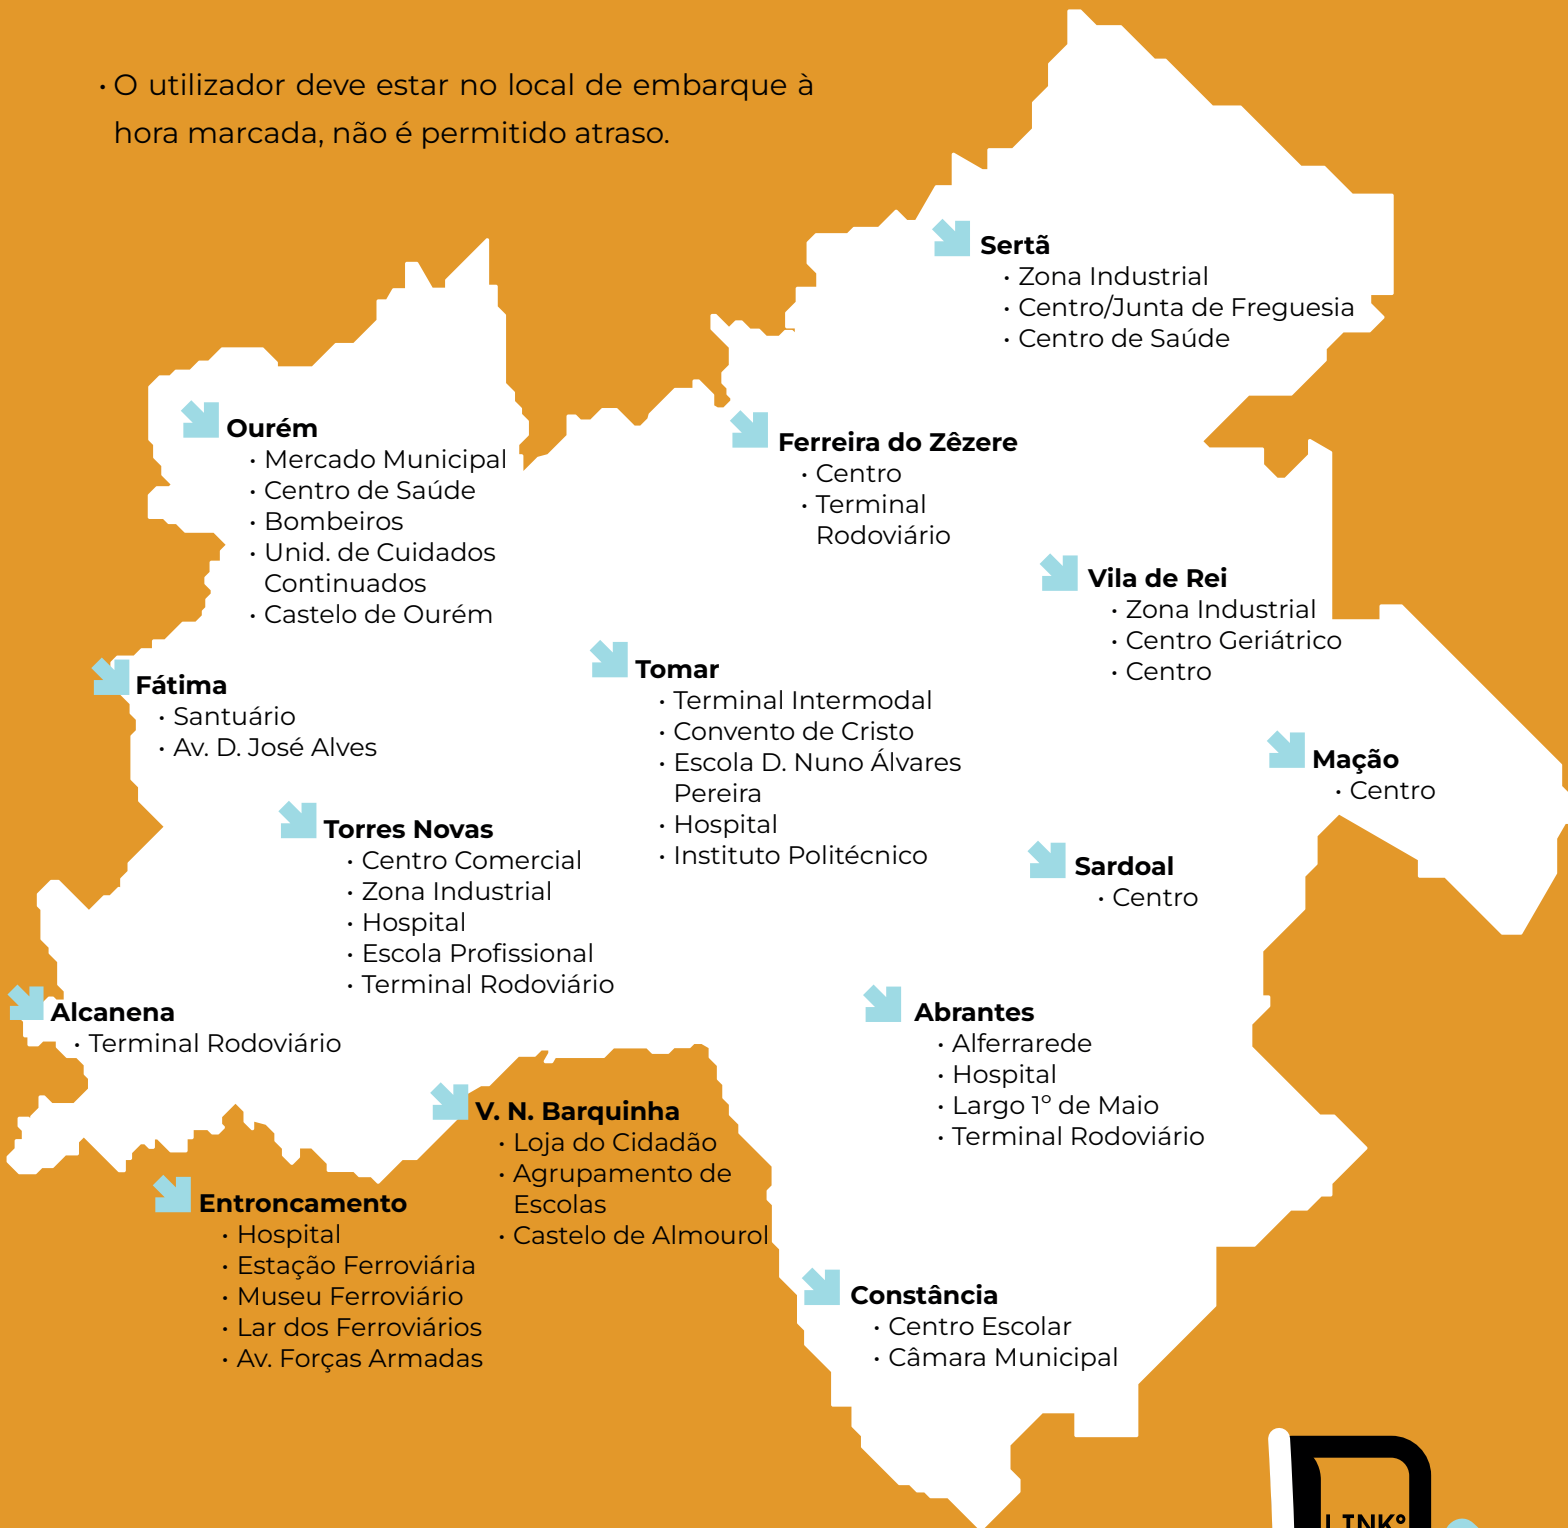 · O utilizador deve estar no local de embarque à
hora marcada, não é permitido atraso.
Sertã
· Zona Industrial
· Centro/Junta de Freguesia
· Centro de Saúde
Ourém
· Mercado Municipal
· Centro de Saúde
· Bombeiros
· Unid. de Cuidados
Continuados
· Castelo de Ourém
Ferreira do Zêzere
· Centro
· Terminal
Rodoviário
Vila de Rei
· Zona Industrial
· Centro Geriátrico
· Centro
Fátima
· Santuário
· Av. D. José Alves
Tomar
· Terminal Intermodal
· Convento de Cristo
· Escola D. Nuno Álvares
Pereira
· Hospital
· Instituto Politécnico
Mação
· Centro
Torres Novas
· Centro Comercial
· Zona Industrial
· Hospital
· Escola Profissional
· Terminal Rodoviário
Sardoal
· Centro
Alcanena
· Terminal Rodoviário
Abrantes
· Alferrarede
· Hospital
· Largo 1º de Maio
· Terminal Rodoviário
V. N. Barquinha
· Loja do Cidadão
· Agrupamento de
Escolas
· Castelo de Almourol
Entroncamento
· Hospital
· Estação Ferroviária
· Museu Ferroviário
· Lar dos Ferroviários
· Av. Forças Armadas
Constância
· Centro Escolar
· Câmara Municipal
LINKº